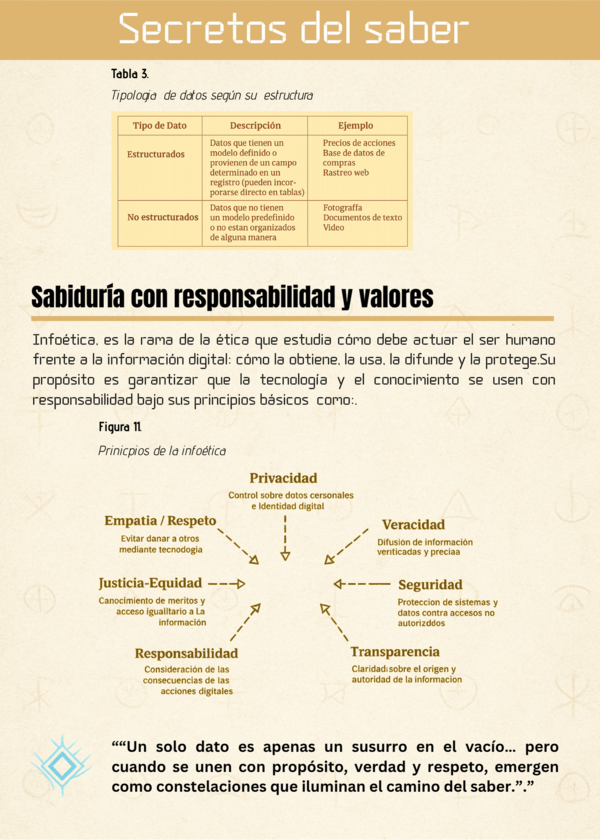 Secretos del saber
Tabla 3.
Tipologia de datos según su estructura
Tipo de Dato
Descripción
Ejemplo
Estructurados
Datos que tienen un
modelo definido o
provienen de un campo
determinado en un
registro (pueden incor-
porarse directo en tablas)
Precios de acciones
Base de datos de
compras
Rastreo web
No estructurados
Datos que no tienen
un modelo predefinido
o no estan organizados
de alguna manera
Fotograffa
Documentos de texto
Video
Sabiduría con responsabilidad y valores
Infoética, es la rama de la ética que estudia cómo debe actuar el ser humano
frente a la información digital: cómo la obtiene, la usa, la difunde y la protege.Su
propósito es garantizar que la tecnología y el conocimiento se usen con
responsabilidad bajo sus principios básicos como:.
Figura 11.
Prinicpios de la infoética
Privacidad
Control sobre dotos cersonales
e Identidad digital
Empatia / Respeto
Evitar danar a otros
mediante tecnodogia
Veracidad
Difusión de información
verıticadas y preciaa
Justicia-Equidad
Canocimiento de meritos y
acceso igualltario a La
información
Seguridad
Proteccion de sistemas y
datos contra accesos no
autorizddos
Responsabilidad
Consideración de las
consecuencias de las
acciones digitales
Transparencia
Claridad: sobre el origen y
autoridad de la informacion
““Un solo dato es apenas un susurro en el vacío... pero
cuando se unen con propósito, verdad y respeto, emergen
como constelaciones que iluminan el camino del saber.”.”